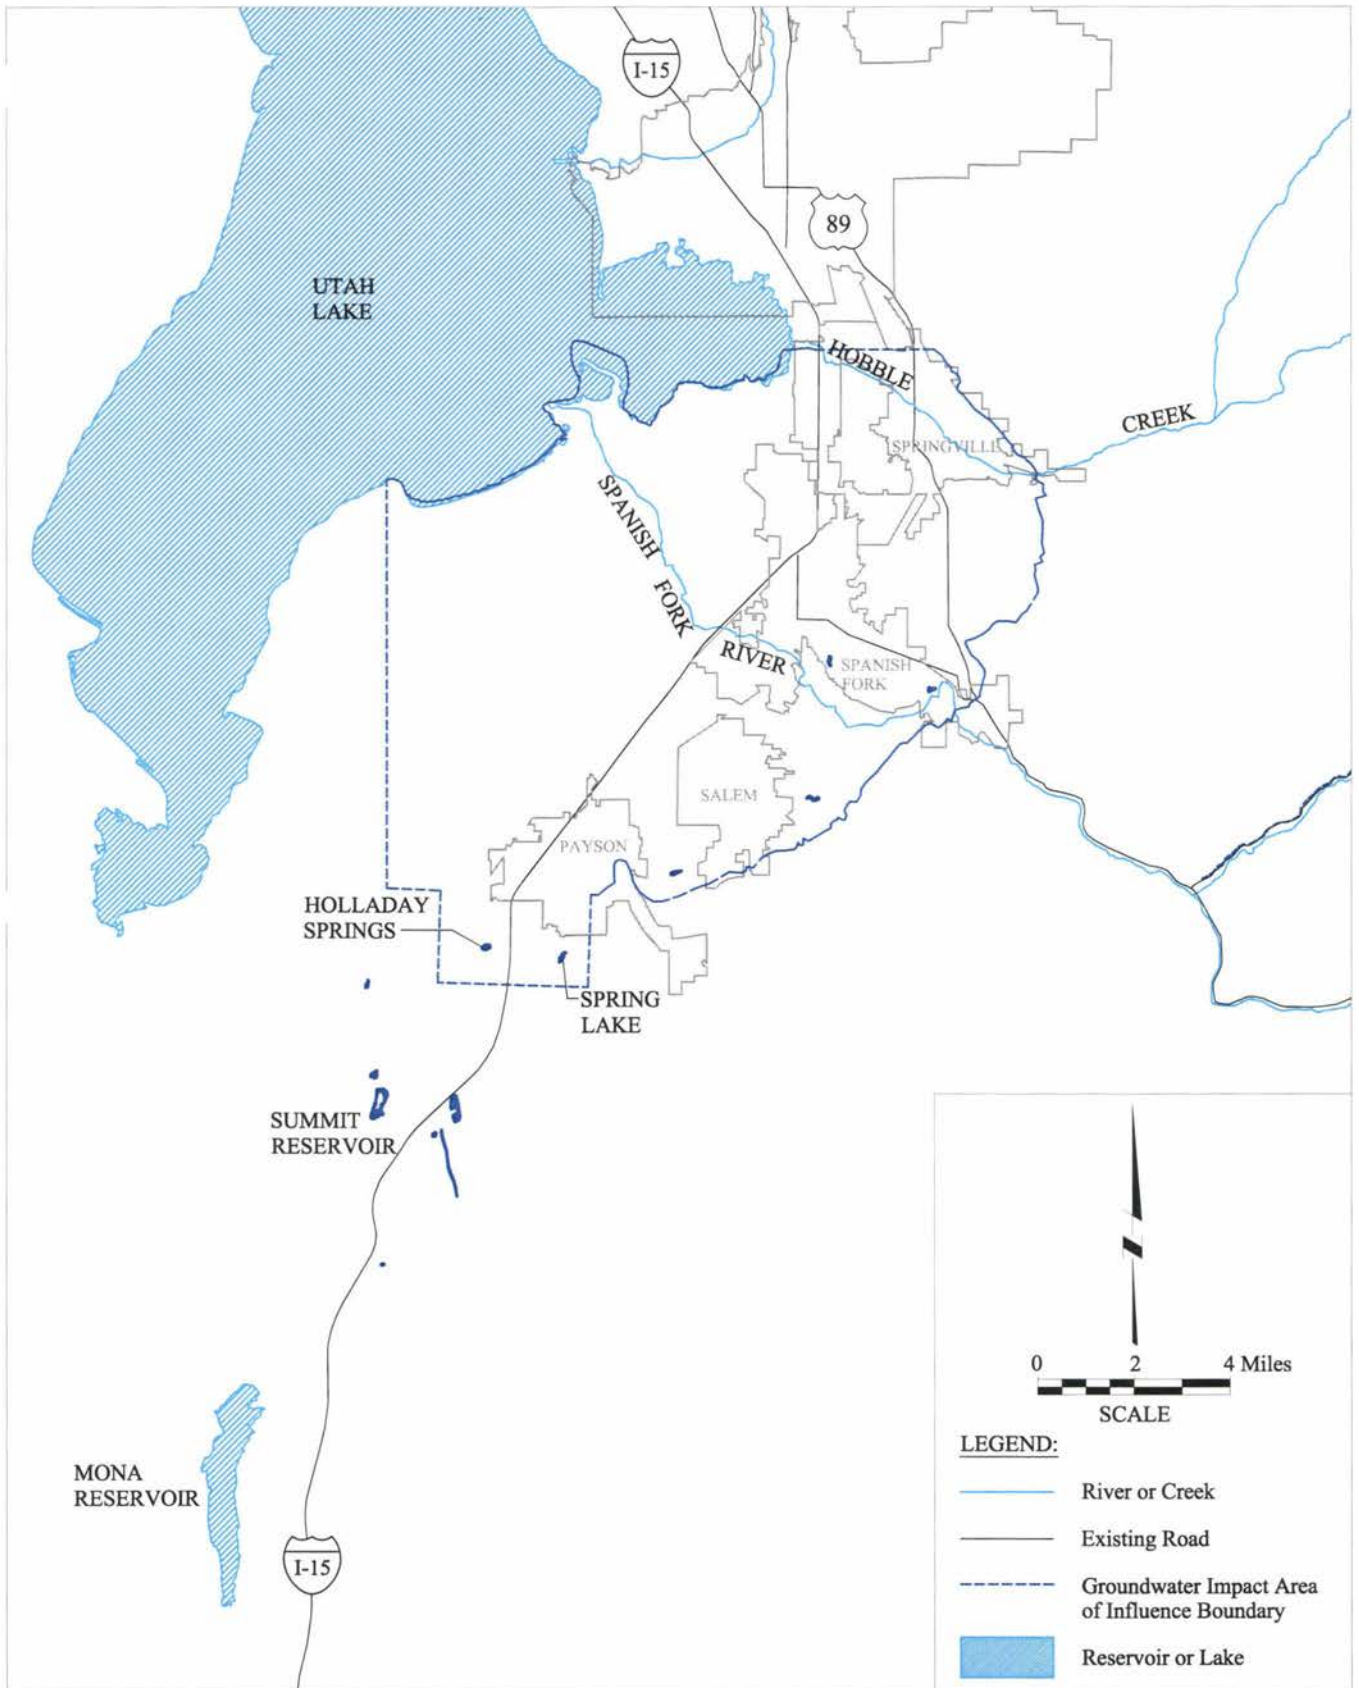 I-15
89
UTAH
LAKE
HOBBLE
CREEK
SPRINGVILLE
SPANISH
FORK
RIVER
SPANISH
FORK
SALEM
PAYSON
HOLLADAY
SPRINGS
SPRING
LAKE
SUMMIT
RESERVOIR
0 2 4 Miles
SCALE
LEGEND:
River or Creek
Existing Road
Groundwater Impact Area
of Influence Boundary
Reservoir or Lake
MONA
RESERVOIR
I-15